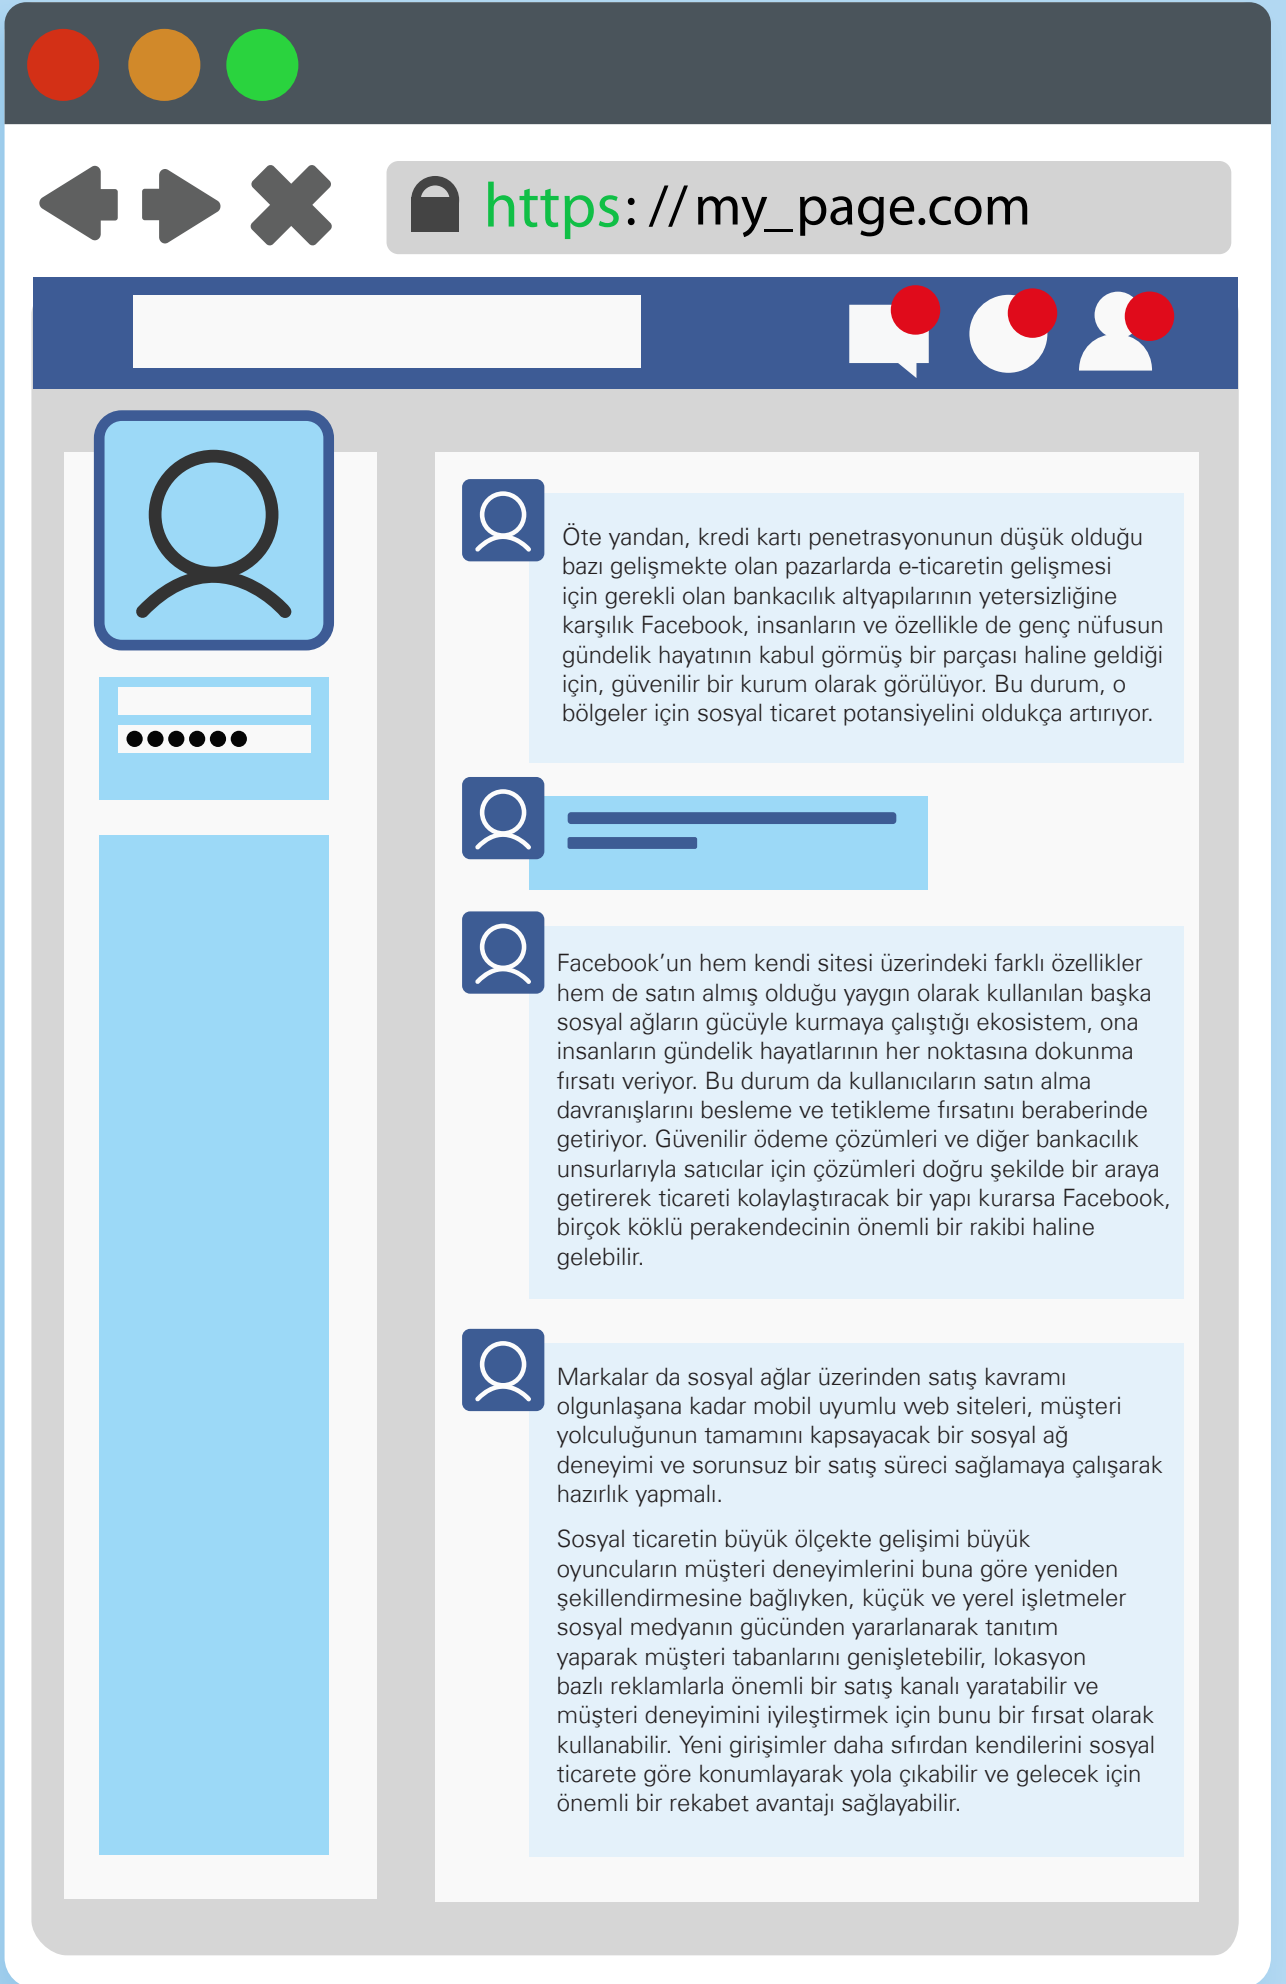 https: //my_page.com
Öte yandan, kredi kartı penetrasyonunun düşük olduğu
bazı gelişmekte olan pazarlarda e-ticaretin gelişmesi
için gerekli olan bankacılık altyapılarının yetersizliğine
karşılık Facebook, insanların ve özellikle de genç nüfusun
gündelik hayatının kabul görmüş bir parçası haline geldiği
için, güvenilir bir kurum olarak görülüyor. Bu durum, o
bölgeler için sosyal ticaret potansiyelini oldukça artırıyor.
Facebook’un hem kendi sitesi üzerindeki farklı özellikler
hem de satın almış olduğu yaygın olarak kullanılan başka
sosyal ağların gücüyle kurmaya çalıştığı ekosistem, ona
insanların gündelik hayatlarının her noktasına dokunma
fırsatı veriyor. Bu durum da kullanıcıların satın alma
davranışlarını besleme ve tetikleme fırsatını beraberinde
getiriyor. Güvenilir ödeme çözümleri ve diğer bankacılık
unsurlarıyla satıcılar için çözümleri doğru şekilde bir araya
getirerek ticareti kolaylaştıracak bir yapı kurarsa Facebook,
birçok köklü perakendecinin önemli bir rakibi haline
gelebilir.
Markalar da sosyal ağlar üzerinden satış kavramı
olgunlaşana kadar mobil uyumlu web siteleri, müşteri
yolculuğunun tamamını kapsayacak bir sosyal ağ
deneyimi ve sorunsuz bir satış süreci sağlamaya çalışarak
hazırlık yapmalı.
Sosyal ticaretin büyük ölçekte gelişimi büyük
oyuncuların müşteri deneyimlerini buna göre yeniden
şekillendirmesine bağlıyken, küçük ve yerel işletmeler
sosyal medyanın gücünden yararlanarak tanıtım
yaparak müşteri tabanlarını genişletebilir, lokasyon
bazlı reklamlarla önemli bir satış kanalı yaratabilir ve
müşteri deneyimini iyileştirmek için bunu bir fırsat olarak
kullanabilir. Yeni girişimler daha sıfırdan kendilerini sosyal
ticarete göre konumlayarak yola çıkabilir ve gelecek için
önemli bir rekabet avantajı sağlayabilir.